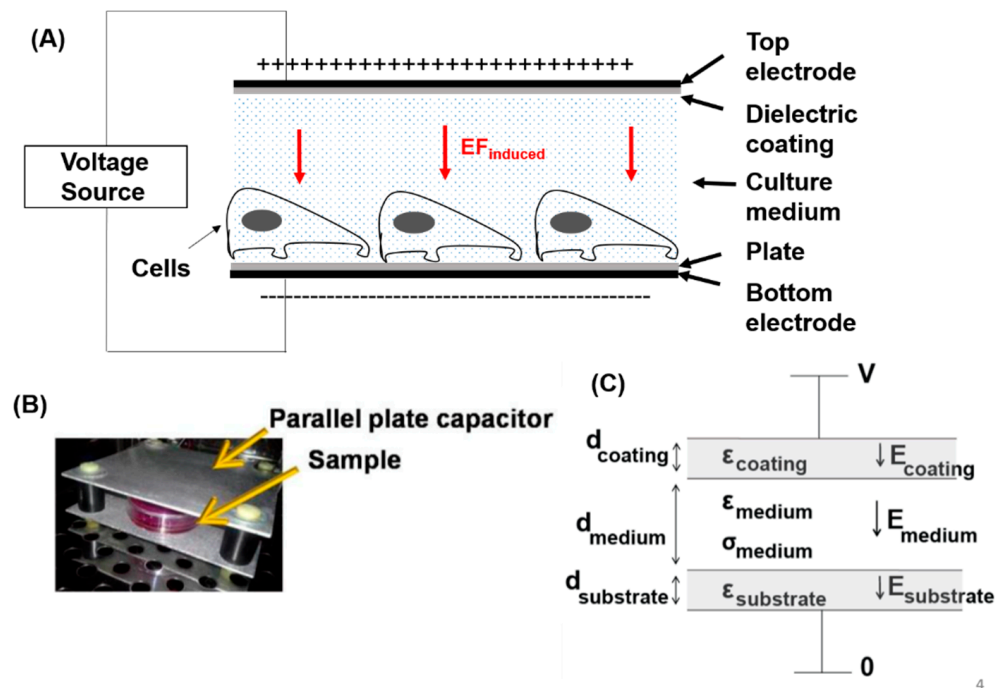 (A)
++++++++++++++++++++++++++
Top
electrode
Dielectric
coating
Voltage
Source
EFinduced
Culture
medium
Cells
Plate
Bottom
electrode
(B)
Parallel plate capacitor
Sample
(C)
V
dcoating
εcoating
Ecoating
dmedium
εmedium
σmedium
Emedium
dsubstrate
εsubstrate
Esubstrate
0
4